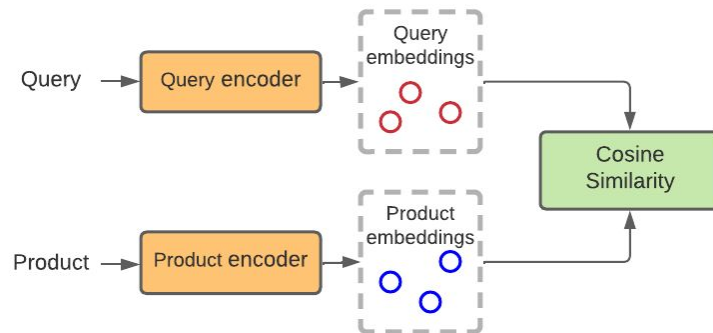 Query
Query encoder
Query
embeddings
Cosine
Similarity
Product
Product encoder
Product
embeddings